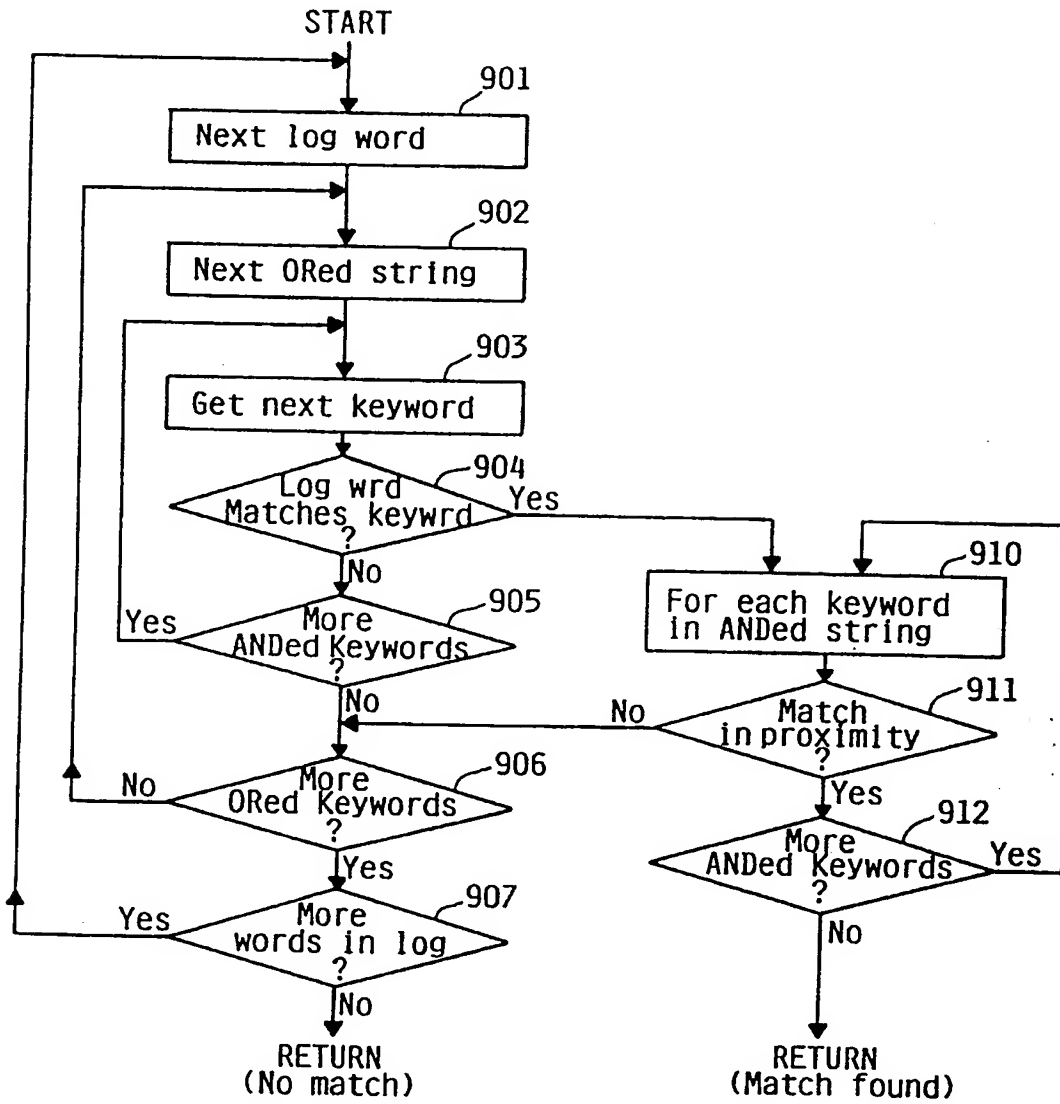 START
901
Next log word
902
Next ORed string
903
Get next keyword
904
Log wrd
Matches keywrd
?
Yes
No
905
More
ANDed Keywords
?
Yes
No
906
More
ORed Keywords
?
No
Yes
907
More
words in log
?
Yes
No
RETURN
(No match)
910
For each keyword
in ANDed string
911
Match
in proximity
?
No
Yes
912
More
ANDed Keywords
?
Yes
No
RETURN
(Match found)